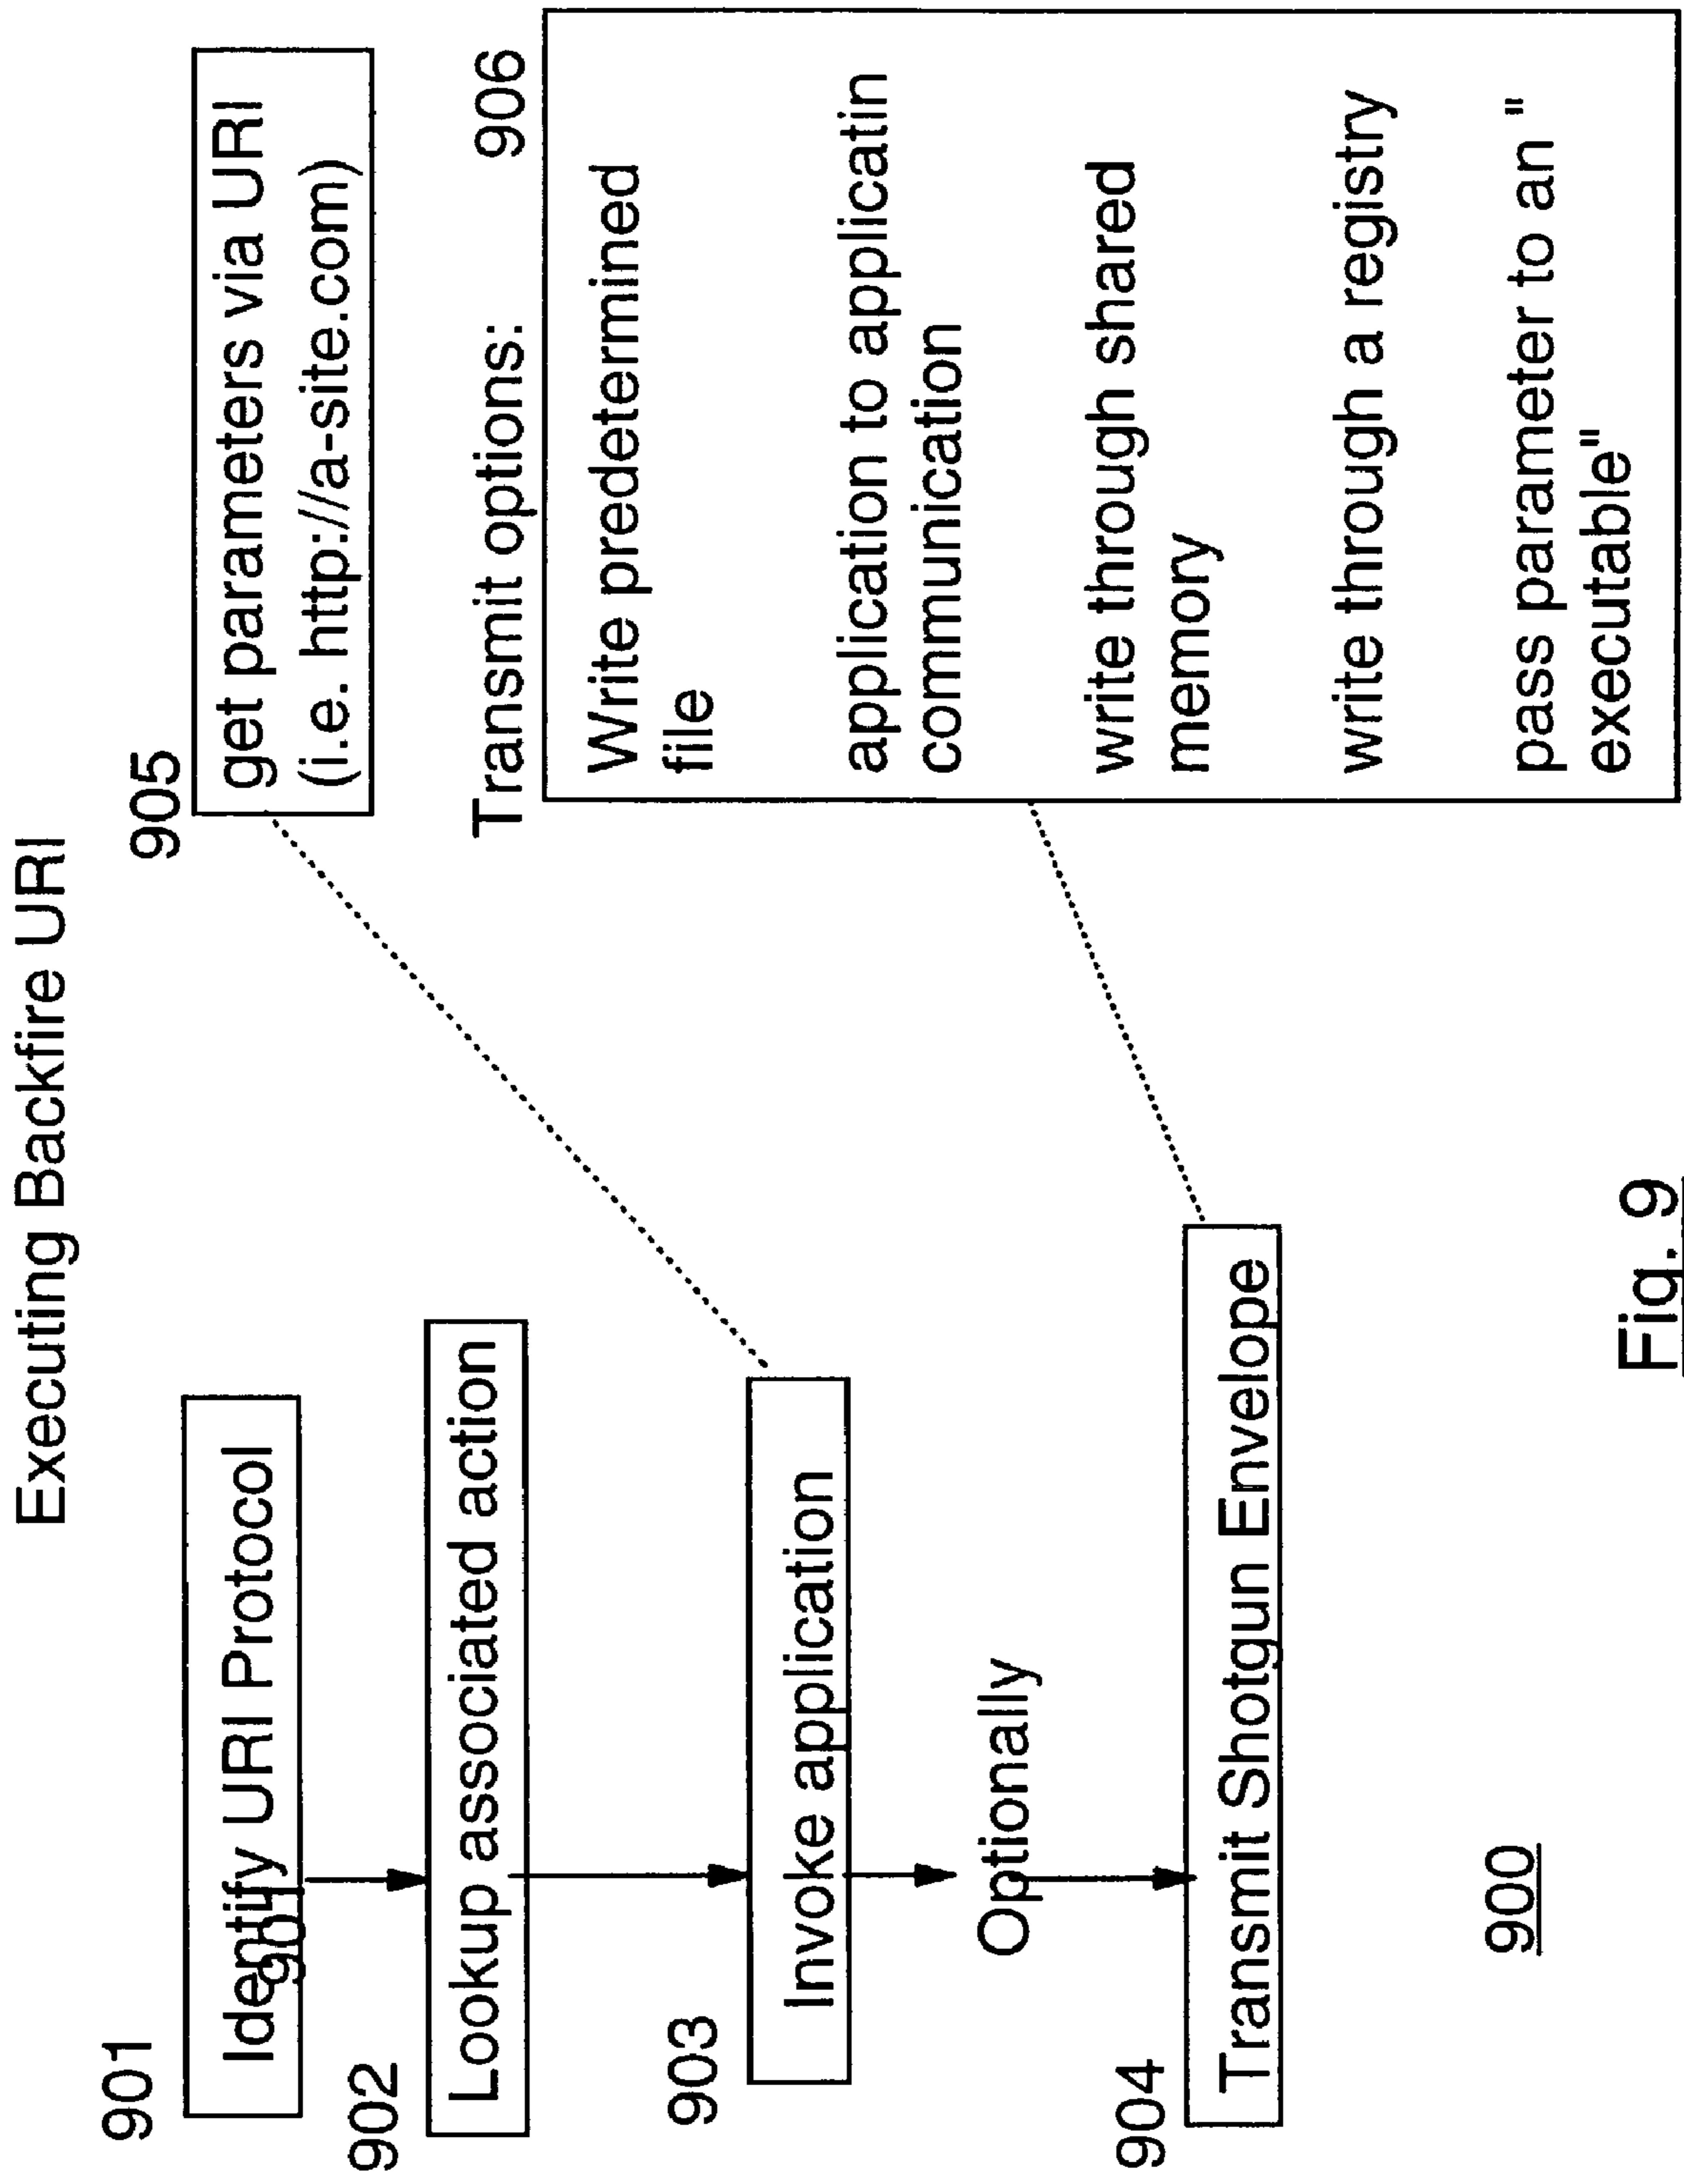 Executing Backfire URI
901
Identify URI Protocol
901
902
Lookup associated action
903
Invoke application
Optionally
904
Transmit Shotgun Envelope
905
get parameters via URI
(i.e. http://a-site.com)
Transmit options:
906
Write predetermined
file
application to applicatin
communication
write through shared
memory
write through a registry
pass parameter to an "
executable"
900
Fig. 9